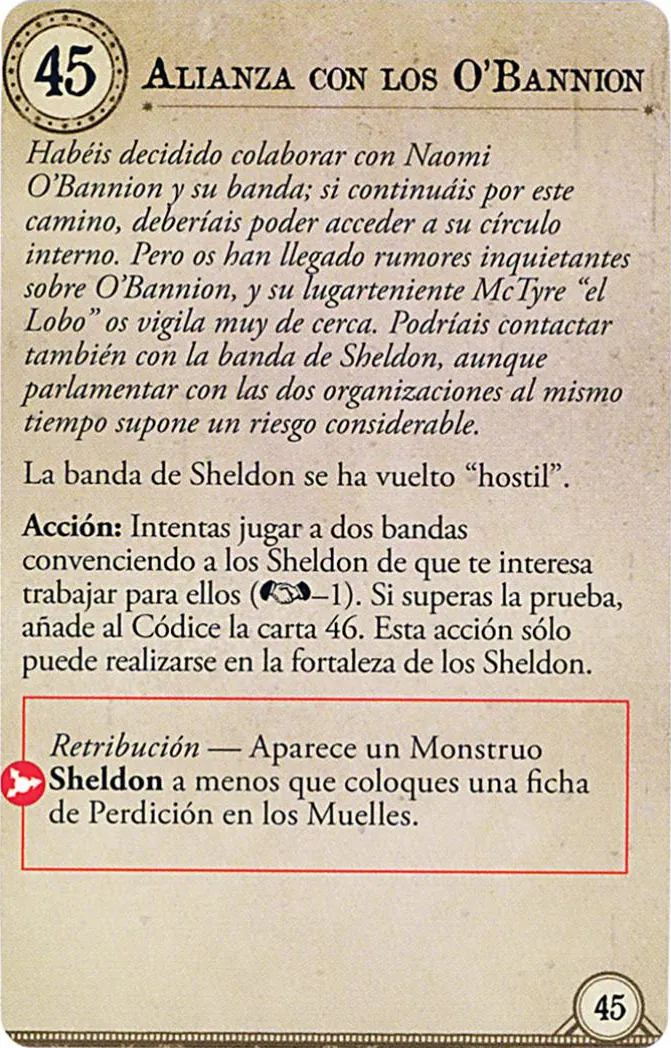 45
ALIANZA CON LOS O'BANNION
Habéis decidido colaborar con Naomi
O'Bannion y su banda; si continuáis por este
camino, deberíais poder acceder a su círculo
interno. Pero os han llegado rumores inquietantes
sobre O'Bannion, y su lugarteniente McTyre “el
Lobo” os vigila muy de cerca. Podríais contactar
también con la banda de Sheldon, aunque
parlamentar con las dos organizaciones al mismo
tiempo supone un riesgo considerable.
La banda de Sheldon se ha vuelto “hostil”.
Acción: Intentas jugar a dos bandas
convenciendo a los Sheldon de que te interesa
trabajar para ellos (–1). Si superas la prueba,
añade al Códice la carta 46. Esta acción sólo
puede realizarse en la fortaleza de los Sheldon.
Retribución — Aparece un Monstruo
Sheldon a menos que coloques una ficha
de Perdición en los Muelles.
45